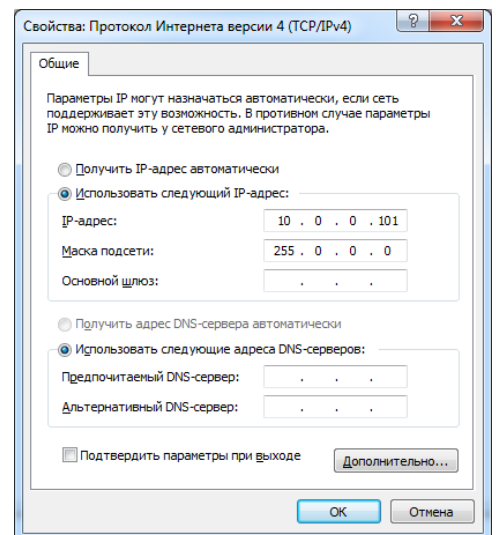 Свойства: Протокол Интернета версии 4 (TCP/IPv4)
Общие
Параметры IP могут назначаться автоматически, если сеть
поддерживает эту возможность. В противном случае параметры
IP можно получить у сетевого администратора.
Получить IP-адрес автоматически
Использовать следующий IP-адрес:
IP-адрес: 10 . 0 . 0 . 101
Маска подсети: 255 . 0 . 0 . 0
Основной шлюз: . . .
Получить адрес DNS-сервера автоматически
Использовать следующие адреса DNS-серверов:
Предпочитаемый DNS-сервер: . . .
Альтернативный DNS-сервер: . . .
Подтвердить параметры при выходе
Дополнительно...
OK Отмена